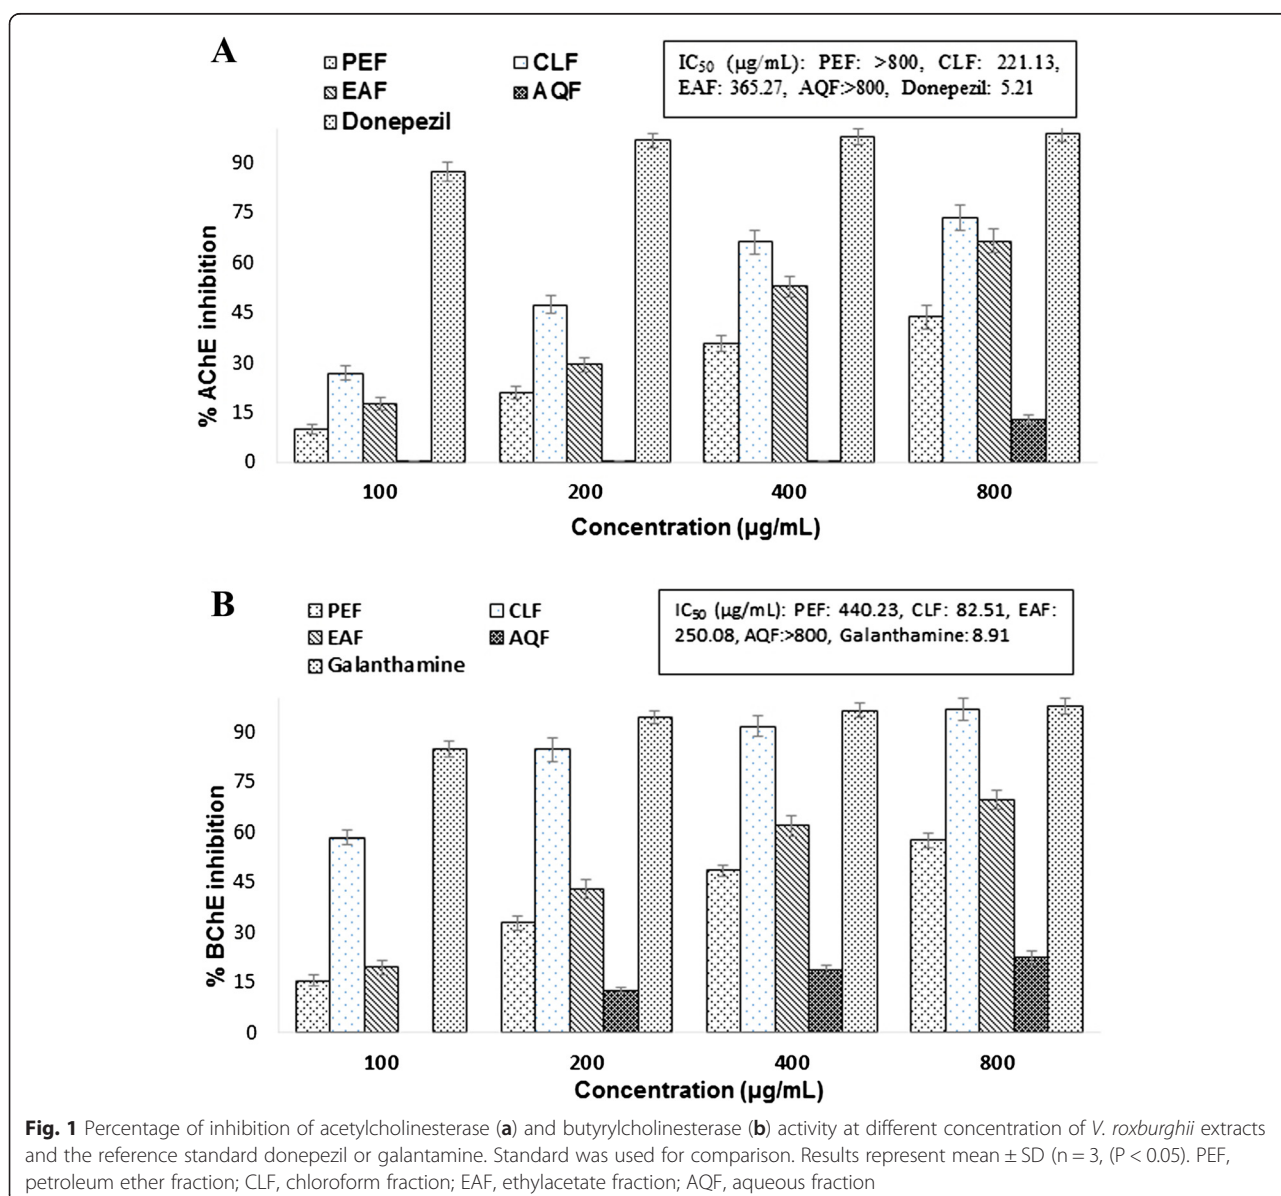 A
PEF CLF
EAF AQF
Donepezil
IC50 (µg/mL): PEF: >800, CLF: 221.13,
EAF: 365.27, AQF:>800, Donepezil: 5.21
90
75
60
45
30
15
0
% AChE inhibition
100 200 400 800
Concentration (µg/mL)
B
PEF CLF
EAF AQF
Galanthamine
IC50 (µg/mL): PEF: 440.23, CLF: 82.51, EAF:
250.08, AQF:>800, Galanthamine: 8.91
90
75
60
45
30
15
0
% BChE inhibition
100 200 400 800
Concentration (µg/mL)
Fig. 1 Percentage of inhibition of acetylcholinesterase (a) and butyrylcholinesterase (b) activity at different concentration of V. roxburghii extracts
and the reference standard donepezil or galantamine. Standard was used for comparison. Results represent mean ± SD (n = 3, (P < 0.05). PEF,
petroleum ether fraction; CLF, chloroform fraction; EAF, ethylacetate fraction; AQF, aqueous fraction